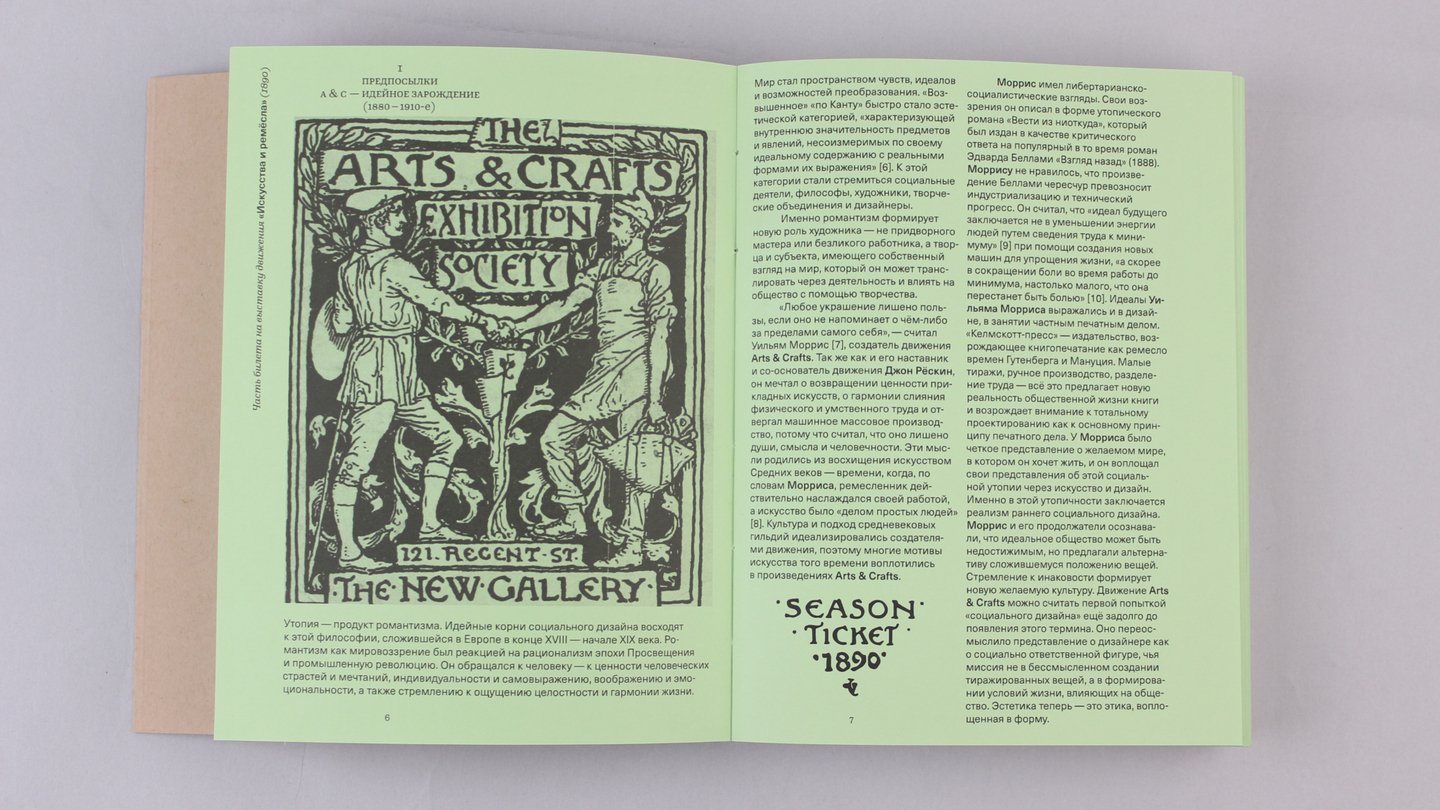 Часть билета на выставку движения «Искусства и ремёсла» (1890)
I
ПРЕДПОСЫЛКИ
A & C — ИДЕЙНОЕ ЗАРОЖДЕНИЕ
(1880 – 1910-е)
THE
ARTS & CRAFTS
EXHIBITION
SOCIETY
121. REGENT·ST.
·THE·NEW·GALLERY·
Утопия — продукт романтизма. Идейные корни социального дизайна восходят
к этой философии, сложившейся в Европе в конце XVIII — начале XIX века. Ро-
мантизм как мировоззрение был реакцией на рационализм эпохи Просвещения
и промышленную революцию. Он обращался к человеку — к ценности человеческих
страстей и мечтаний, индивидуальности и самовыражению, воображению и эмо-
циональности, а также стремлению к ощущению целостности и гармонии жизни.
6
Мир стал пространством чувств, идеалов
и возможностей преобразования. «Воз-
вышенное» «по Канту» быстро стало эсте-
тической категорией, «характеризующей
внутреннюю значительность предметов
и явлений, несоизмеримых по своему
идеальному содержанию с реальными
формами их выражения» [6]. К этой
категории стали стремиться социальные
деятели, философы, художники, творче-
ские объединения и дизайнеры.
Именно романтизм формирует
новую роль художника — не придворного
мастера или безликого работника, а твор-
ца и субъекта, имеющего собственный
взгляд на мир, который он может транс-
лировать через деятельность и влиять на
общество с помощью творчества.
«Любое украшение лишено поль-
зы, если оно не напоминает о чём-либо
за пределами самого себя», — считал
Уильям Моррис [7], создатель движения
Arts & Crafts. Так же как и его наставник
и со-основатель движения Джон Рёскин,
он мечтал о возвращении ценности при-
кладных искусств, о гармонии слияния
физического и умственного труда и от-
вергал машинное массовое производ-
ство, потому что считал, что оно лишено
души, смысла и человечности. Эти мыс-
ли родились из восхищения искусством
Средних веков — времени, когда, по
словам Морриса, ремесленник дей-
ствительно наслаждался своей работой,
а искусство было «делом простых людей»
[8]. Культура и подход средневековых
гильдий идеализировались создателя-
ми движения, поэтому многие мотивы
искусства того времени воплотились
в произведениях Arts & Crafts.
·SEASON·
·TICKET·
·1890·
7
Моррис имел либертарианско-
социалистические взгляды. Свои воз-
зрения он описал в форме утопического
романа «Вести из ниоткуда», который
был издан в качестве критического
ответа на популярный в то время роман
Эдварда Беллами «Взгляд назад» (1888).
Моррису не нравилось, что произве-
дение Беллами чересчур превозносит
индустриализацию и технический
прогресс. Он считал, что «идеал будущего
заключается не в уменьшении энергии
людей путем сведения труда к мини-
муму» [9] при помощи создания новых
машин для упрощения жизни, «а скорее
в сокращении боли во время работы до
минимума, настолько малого, что она
перестанет быть болью» [10]. Идеалы Уи-
льяма Морриса выражались и в дизай-
не, в занятии частным печатным делом.
«Келмскотт-пресс» — издательство, воз-
рождающее книгопечатание как ремесло
времен Гутенберга и Мануция. Малые
тиражи, ручное производство, разделе-
ние труда — всё это предлагает новую
реальность общественной жизни книги
и возрождает внимание к тотальному
проектированию как к основному прин-
ципу печатного дела. У Морриса было
четкое представление о желаемом мире,
в котором он хочет жить, и он воплощал
свои представления об этой социаль-
ной утопии через искусство и дизайн.
Именно в этой утопичности заключается
реализм раннего социального дизайна.
Моррис и его продолжатели осознава-
ли, что идеальное общество может быть
недостижимым, но предлагали альтерна-
тиву сложившемуся положению вещей.
Стремление к инаковости формирует
новую желаемую культуру. Движение Arts
& Crafts можно считать первой попыткой
«социального дизайна» ещё задолго до
появления этого термина. Оно переос-
мыслило представление о дизайнере как
о социально ответственной фигуре, чья
миссия не в бессмысленном создании
тиражированных вещей, а в формирова-
нии условий жизни, влияющих на обще-
ство. Эстетика теперь — это этика, вопло-
щенная в форму.